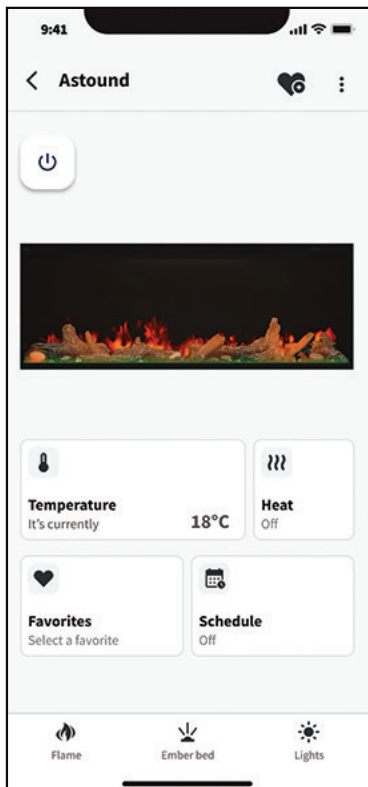 9:41
Astound
Temperature
It's currently 18°C
Heat
Off
Favorites
Select a favorite
Schedule
Off
Flame Ember bed Lights